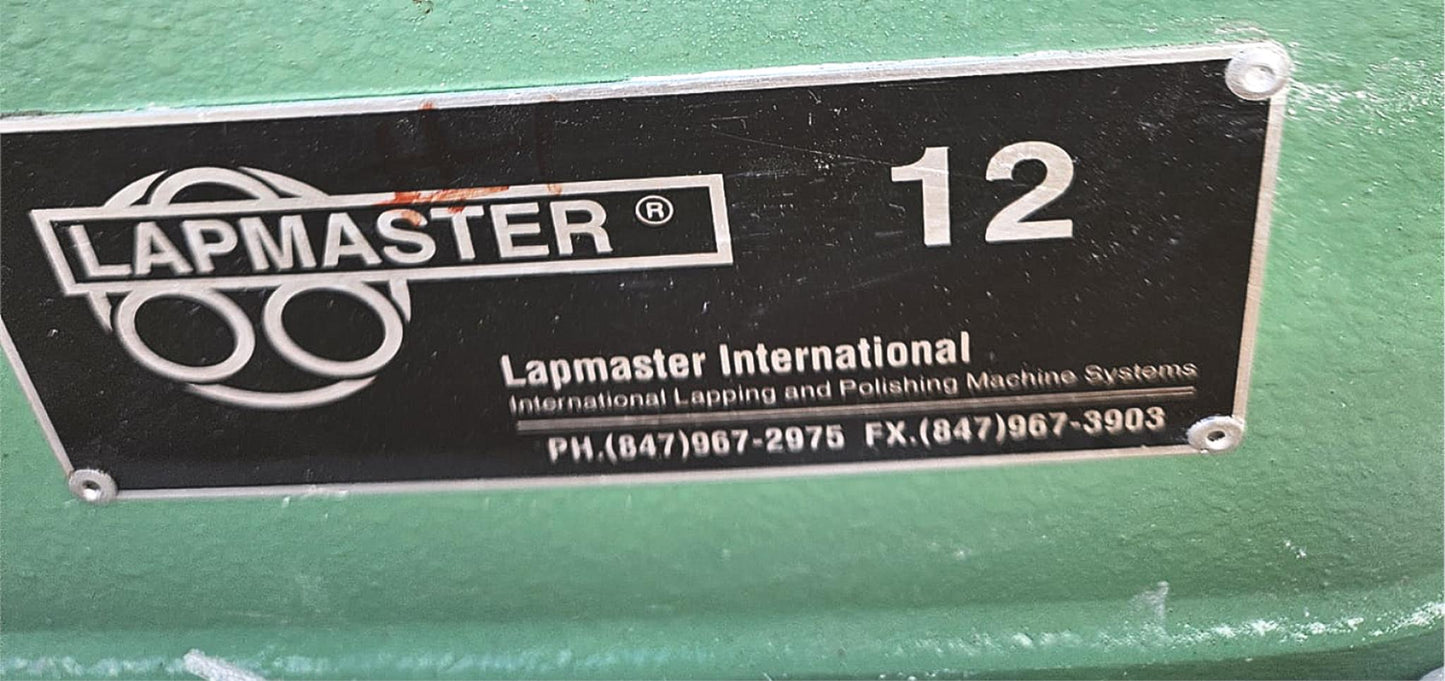 LAPMASTER ®
12
Lapmaster International
International Lapping and Polishing Machine Systems
PH.(847)967-2975 FX.(847)967-3903